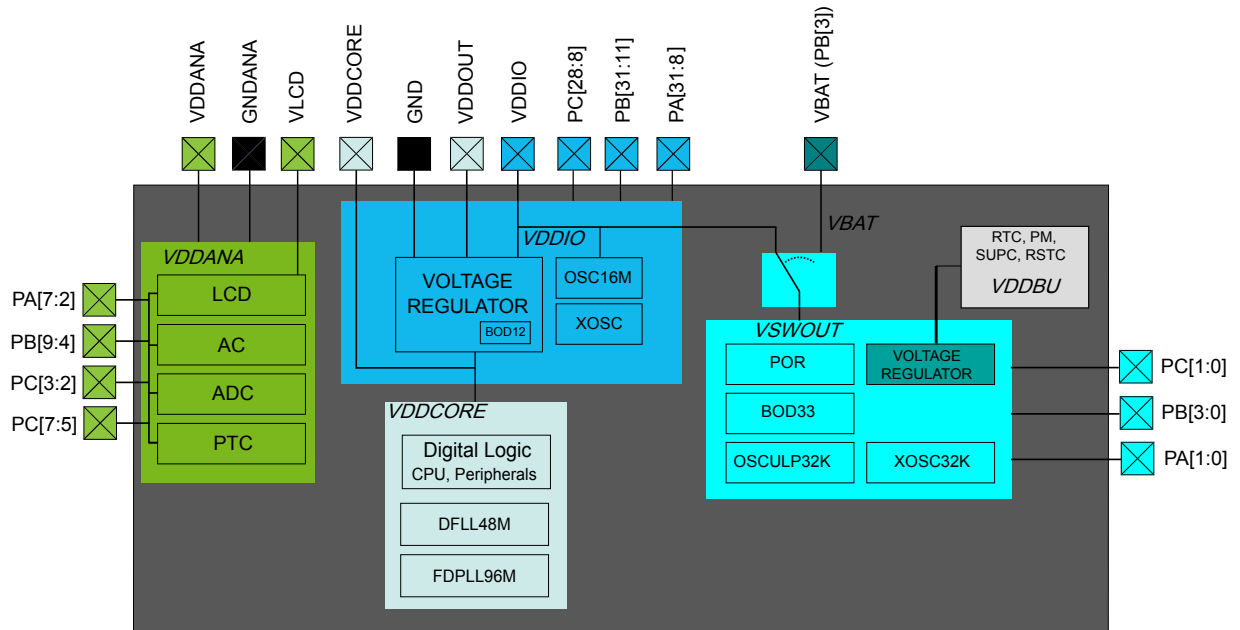 VDDANA
GNDANA
VLCD
VDDCORE
GND
VDDOUT
VDDIO
PC[28:8]
PB[31:11]
PA[31:8]
VBAT (PB[3])
PA[7:2]
PB[9:4]
PC[3:2]
PC[7:5]
VDDANA
LCD
AC
ADC
PTC
VDDIO
VOLTAGE
REGULATOR
BOD12
OSC16M
XOSC
VDDCORE
Digital Logic
CPU, Peripherals
DFLL48M
FDPLL96M
VBAT
RTC, PM,
SUPC, RSTC
VDDBU
VSWOUT
POR
VOLTAGE
REGULATOR
BOD33
OSCULP32K
XOSC32K
PC[1:0]
PB[3:0]
PA[1:0]